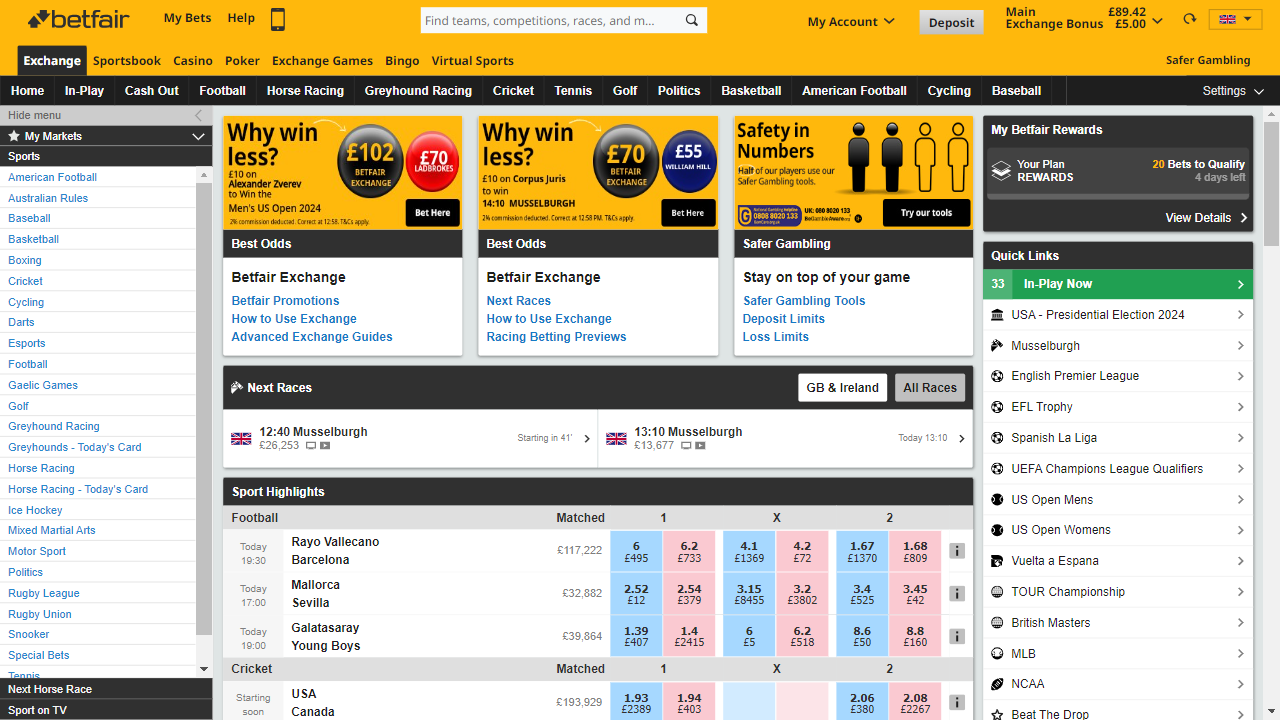 betfair
My Bets
Help
Find teams, competitions, races, and m...
My Account
Deposit
Main £89.42
Exchange Bonus £5.00
Exchange
Sportsbook
Casino
Poker
Exchange Games
Bingo
Virtual Sports
Safer Gambling
Home
In-Play
Cash Out
Football
Horse Racing
Greyhound Racing
Cricket
Tennis
Golf
Politics
Basketball
American Football
Cycling
Baseball
Settings
Hide menu
My Markets
Sports
American Football
Australian Rules
Baseball
Basketball
Boxing
Cricket
Cycling
Darts
Esports
Football
Gaelic Games
Golf
Greyhound Racing
Greyhounds - Today's Card
Horse Racing
Horse Racing - Today's Card
Ice Hockey
Mixed Martial Arts
Motor Sport
Politics
Rugby League
Rugby Union
Snooker
Special Bets
Tennis
Next Horse Race
Sport on TV
Why win
less?
£10 on
Alexander Zverev
to Win the
Men's US Open 2024
£102
BETFAIR
EXCHANGE
£70
LADBROKES
Bet Here
2% commission deducted. Correct at 12:58. T&Cs apply.
Best Odds
Betfair Exchange
Betfair Promotions
How to Use Exchange
Advanced Exchange Guides
Why win
less?
£10 on Corpus Juris
to win
14:10 MUSSELBURGH
£70
BETFAIR
EXCHANGE
£55
WILLIAM HILL
Bet Here
2% commission deducted. Correct at 12:58 PM. T&Cs apply.
Best Odds
Betfair Exchange
Next Races
How to Use Exchange
Racing Betting Previews
Safety in
Numbers
Half of our players use our
Safer Gambling tools.
National Gambling Helpline
0808 8020 133
UK: 080 8020 133
BeGambleAware.org
Try our tools
Safer Gambling
Stay on top of your game
Safer Gambling Tools
Deposit Limits
Loss Limits
Next Races
GB & Ireland
All Races
12:40 Musselburgh
£26,253
Starting in 41'
13:10 Musselburgh
£13,677
Today 13:10
Sport Highlights
Football Matched 1 X 2
Today
19:30
Rayo Vallecano
Barcelona
£117,222
6 6.2 4.1 4.2 1.67 1.68
£495 £733 £1369 £72 £1370 £809
Today
17:00
Mallorca
Sevilla
£32,882
2.52 2.54 3.15 3.2 3.4 3.45
£12 £379 £8455 £3802 £525 £42
Today
19:00
Galatasaray
Young Boys
£39,864
1.39 1.4 6 6.2 8.6 8.8
£407 £2415 £5 £518 £50 £160
Cricket Matched 1 X 2
Starting
soon
USA
Canada
£193,929
1.93 1.94 2.06 2.08
£2389 £403 £380 £2267
My Betfair Rewards
Your Plan
REWARDS
20 Bets to Qualify
4 days left
View Details
Quick Links
33 In-Play Now
USA - Presidential Election 2024
Musselburgh
English Premier League
EFL Trophy
Spanish La Liga
UEFA Champions League Qualifiers
US Open Mens
US Open Womens
Vuelta a Espana
TOUR Championship
British Masters
MLB
NCAA
Beat The Drop